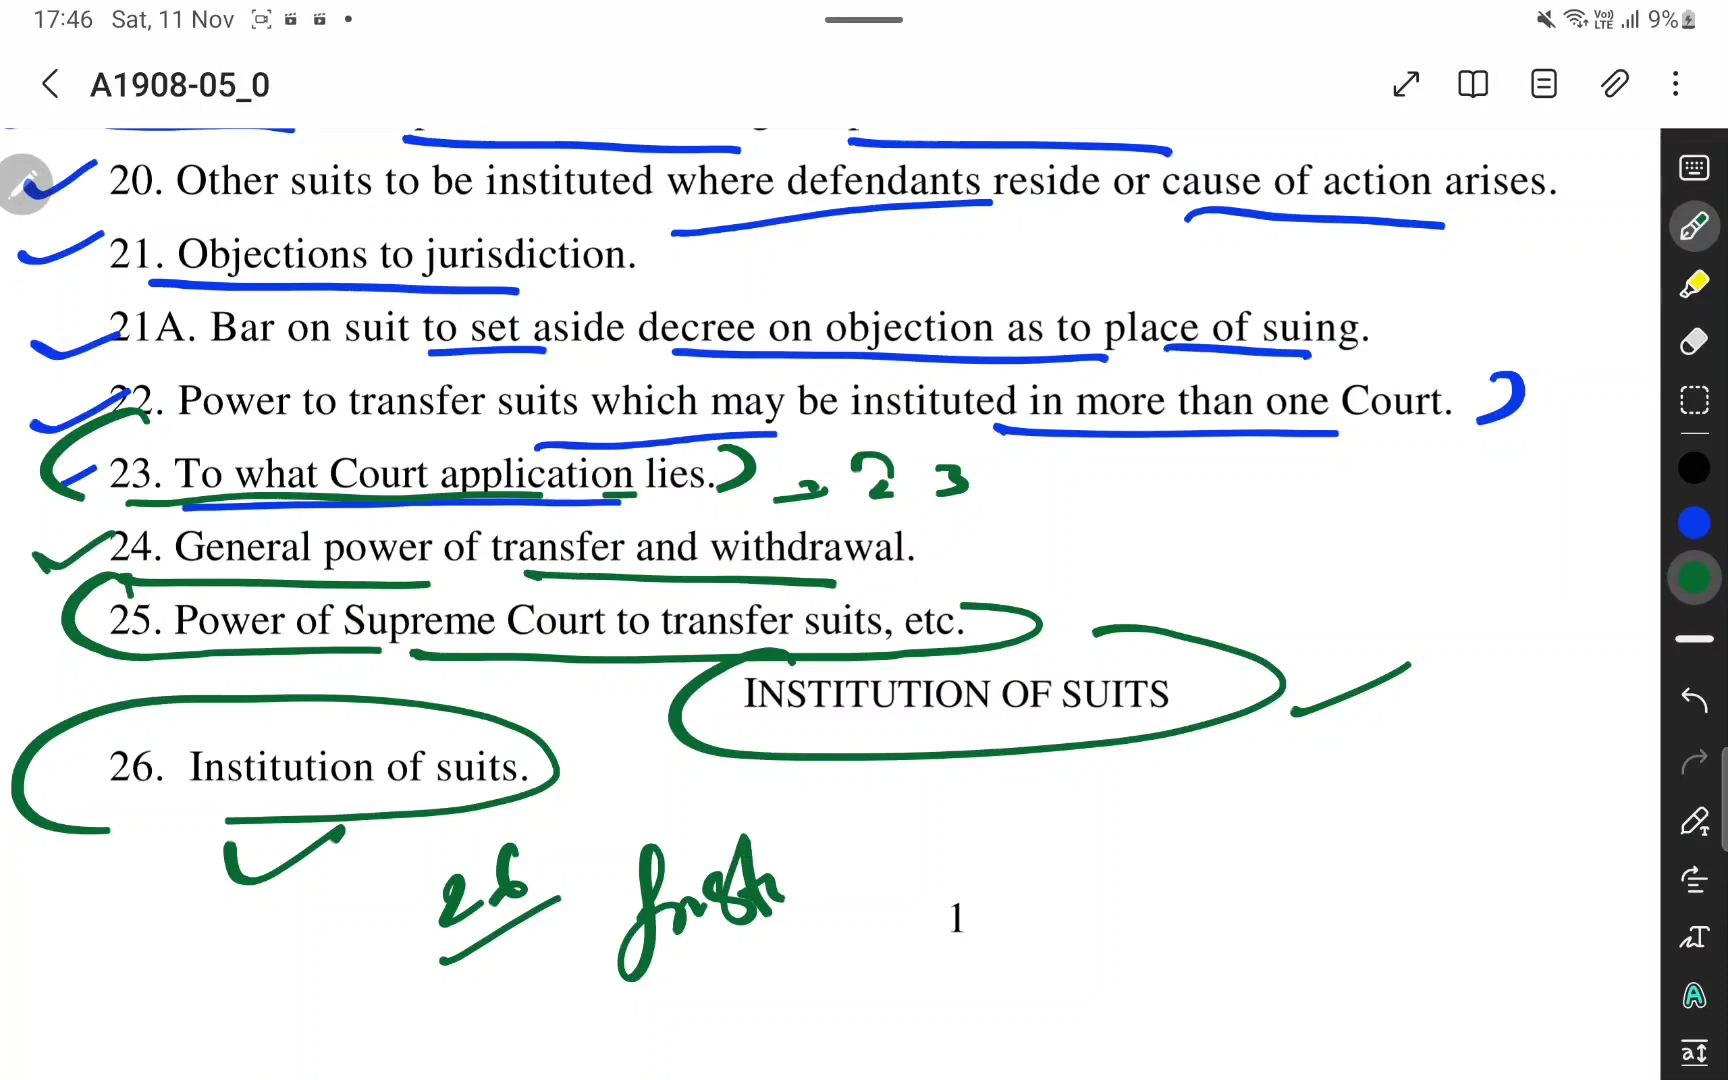 17:46 Sat, 11 Nov
Vo)) LTE 9%
A1908-05_0
20. Other suits to be instituted where defendants reside or cause of action arises.
21. Objections to jurisdiction.
21A. Bar on suit to set aside decree on objection as to place of suing.
22. Power to transfer suits which may be instituted in more than one Court.
23. To what Court application lies. 2 3
24. General power of transfer and withdrawal.
25. Power of Supreme Court to transfer suits, etc.
INSTITUTION OF SUITS
26. Institution of suits.
26
1